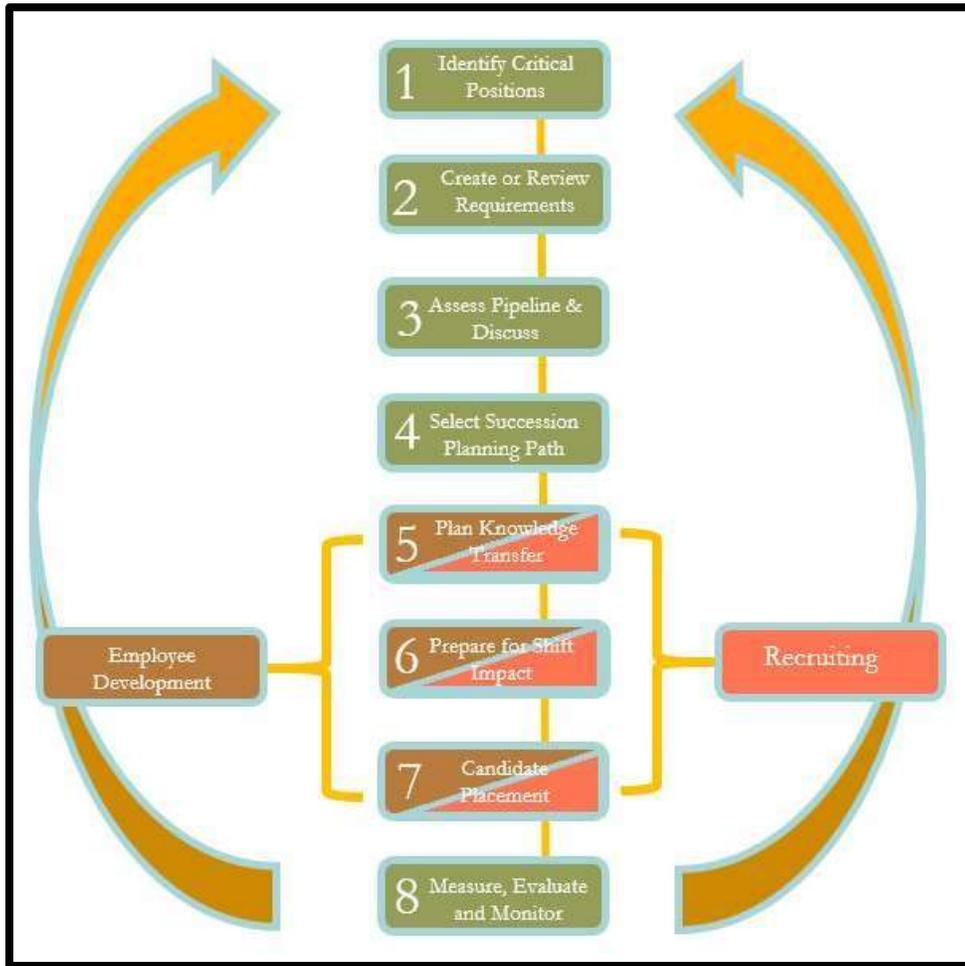 1
Identify Critical
Positions
2
Create or Review
Requirements
3
Assess Pipeline &
Discuss
4
Select Succession
Planning Path
5
Plan Knowledge
Transfer
Employee
Development
6
Prepare for Shift
Impact
Recruiting
7
Candidate
Placement
8
Measure, Evaluate
and Monitor